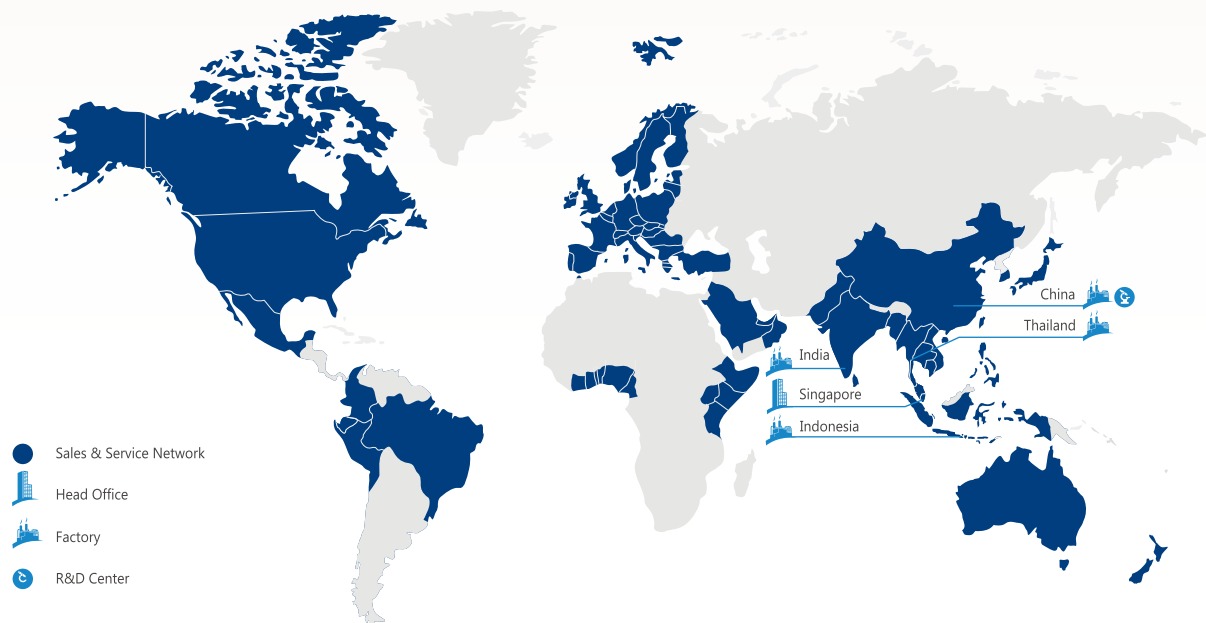 China
Thailand
India
Singapore
Indonesia
Sales & Service Network
Head Office
Factory
R&D Center